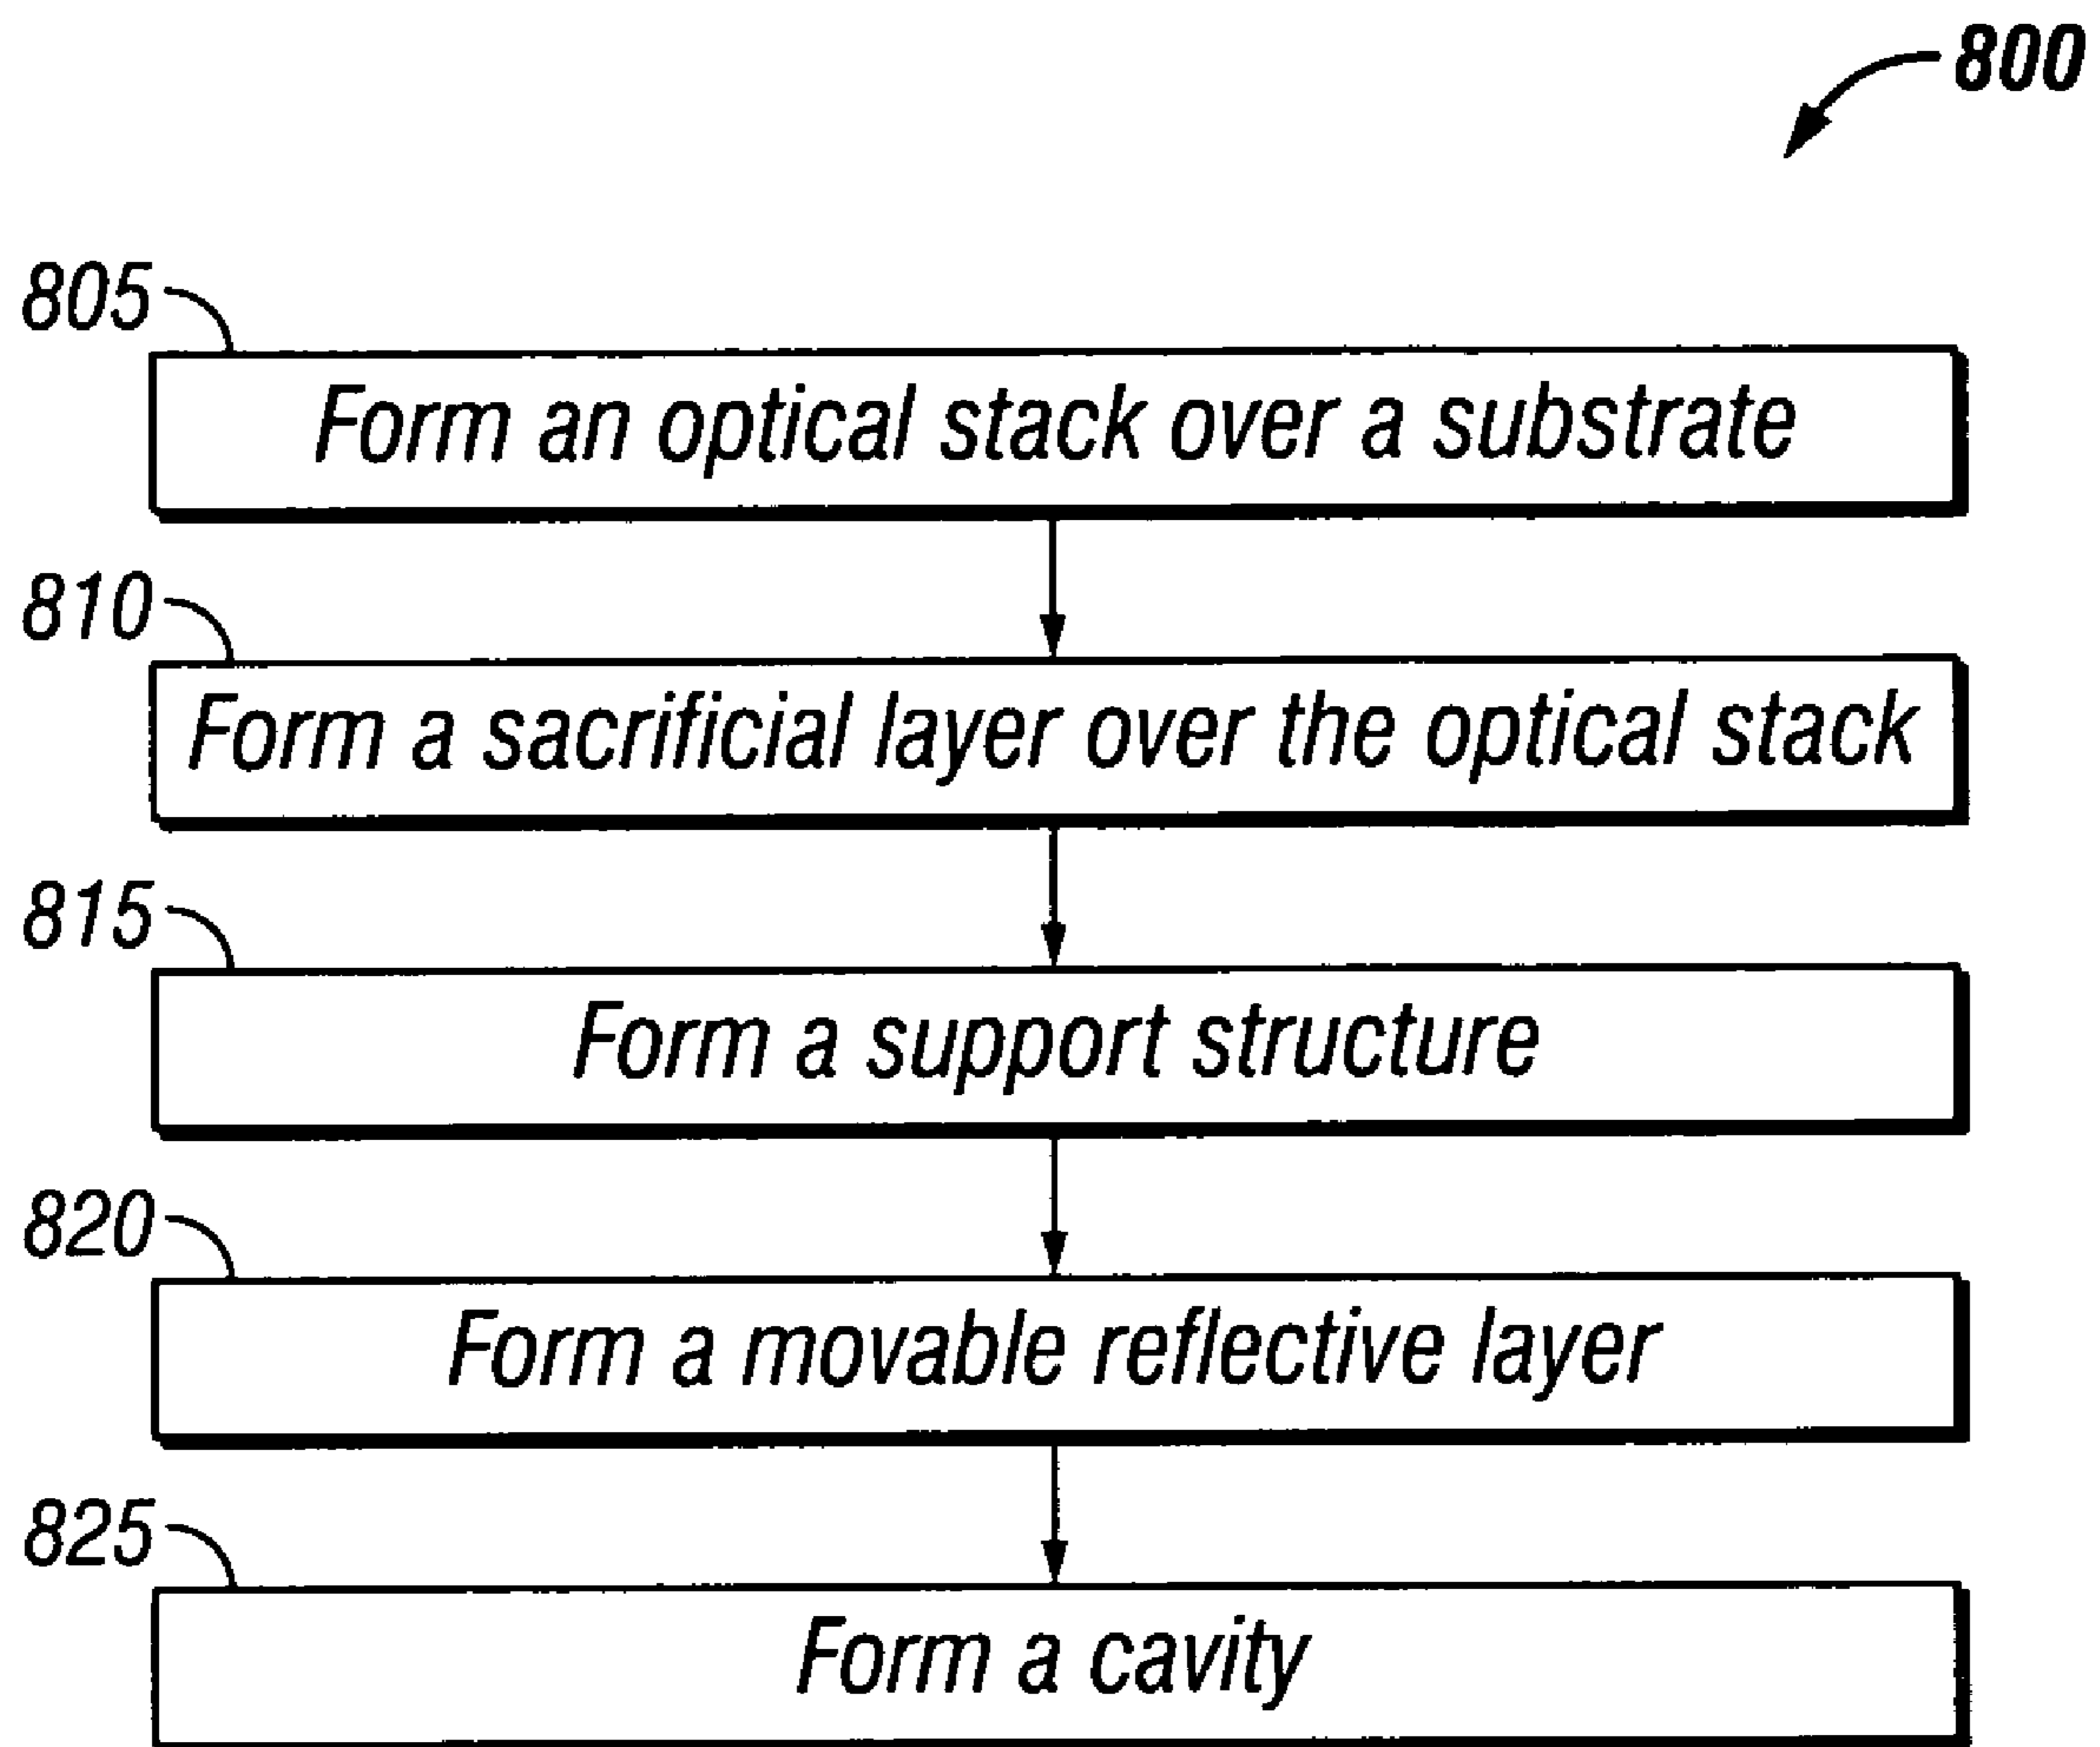 800
805
Form an optical stack over a substrate
810
Form a sacrificial layer over the optical stack
815
Form a support structure
820
Form a movable reflective layer
825
Form a cavity